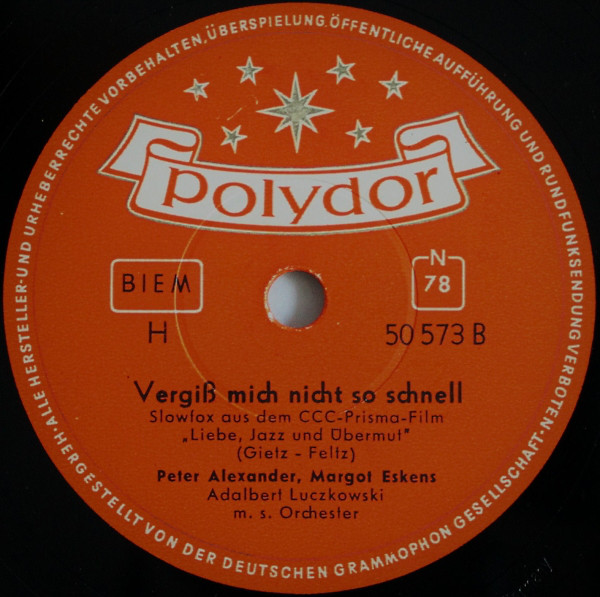 ALLE HERSTELLER-UND URHEBERRECHTE VORBEHALTEN, ÜBERSPIELUNG, ÖFFENTLICHE AUFFÜHRUNG UND RUNDFUNKSENDUNG VERBOTEN·
polydor
BIEM
N
78
H
50 573 B
Vergiß mich nicht so schnell
Slowfox aus dem CCC-Prisma-Film
„Liebe, Jazz und Übermut"
(Gietz - Feltz)
Peter Alexander, Margot Eskens
Adalbert Luczkowski
m. s. Orchester
·HERGESTELLT VON DER DEUTSCHEN GRAMMOPHON GESELLSCHAFT·